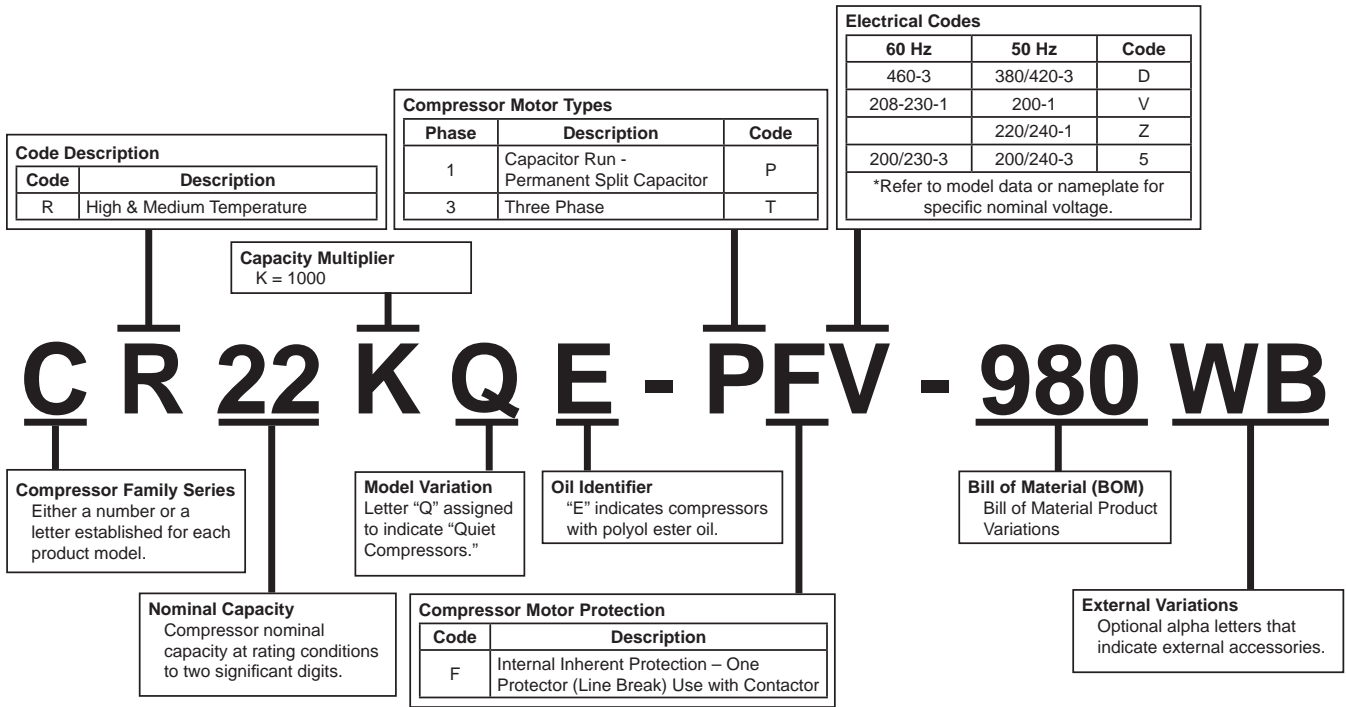 Electrical Codes
60 Hz 50 Hz Code
460-3 380/420-3 D
208-230-1 200-1 V
220/240-1 Z
200/230-3 200/240-3 5
*Refer to model data or nameplate for
specific nominal voltage.
Compressor Motor Types
Phase Description Code
1 Capacitor Run -
Permanent Split Capacitor P
3 Three Phase T
Code Description
Code Description
R High & Medium Temperature
Capacity Multiplier
K = 1000
C R 22 K Q E - P F V - 980 WB
Compressor Family Series
Either a number or a
letter established for each
product model.
Model Variation
Letter “Q” assigned
to indicate “Quiet
Compressors.”
Oil Identifier
“E” indicates compressors
with polyol ester oil.
Bill of Material (BOM)
Bill of Material Product
Variations
Nominal Capacity
Compressor nominal
capacity at rating conditions
to two significant digits.
Compressor Motor Protection
Code Description
F Internal Inherent Protection – One
Protector (Line Break) Use with Contactor
External Variations
Optional alpha letters that
indicate external accessories.